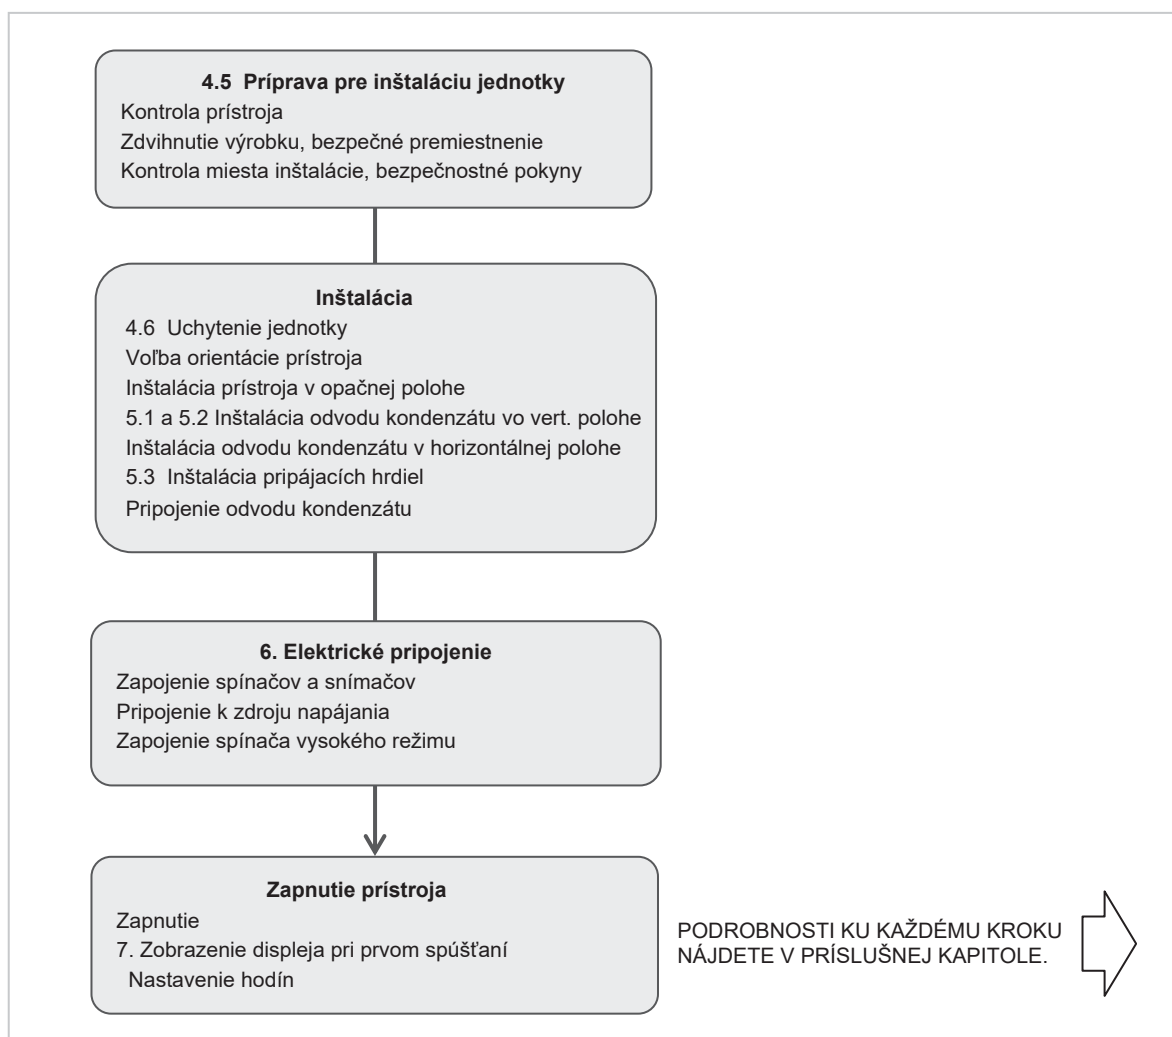 4.5 Príprava pre inštaláciu jednotky
Kontrola prístroja
Zdvihnutie výrobku, bezpečné premiestnenie
Kontrola miesta inštalácie, bezpečnostné pokyny
Inštalácia
4.6 Uchytenie jednotky
Voľba orientácie prístroja
Inštalácia prístroja v opačnej polohe
5.1 a 5.2 Inštalácia odvodu kondenzátu vo vert. polohe
Inštalácia odvodu kondenzátu v horizontálnej polohe
5.3 Inštalácia pripájacích hrdiel
Pripojenie odvodu kondenzátu
6. Elektrické pripojenie
Zapojenie spínačov a snímačov
Pripojenie k zdroju napájania
Zapojenie spínača vysokého režimu
Zapnutie prístroja
Zapnutie
7. Zobrazenie displeja pri prvom spúšťaní
Nastavenie hodín
PODROBNOSTI KU KAŽDÉMU KROKU
NÁJDETE V PRÍSLUŠNEJ KAPITOLE.